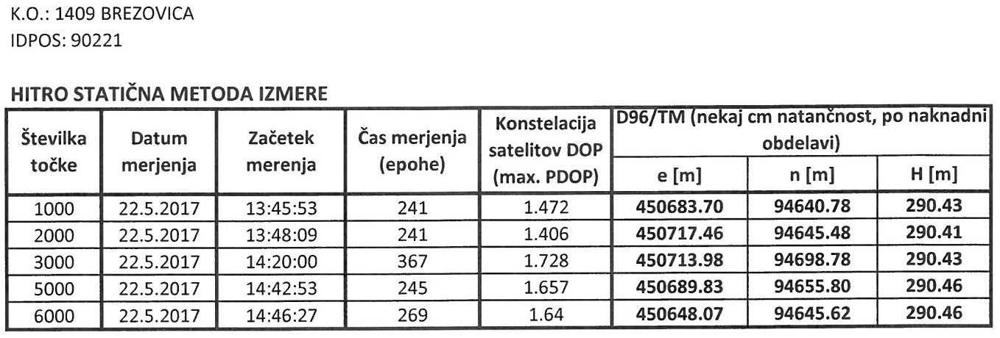 K.O.: 1409 BREZOVICA
IDPOS: 90221
HITRO STATIČNA METODA IZMERE
Številka točke Datum merjenja Začetek merenja Čas merjenja (epohe) Konstelacija satelitov DOP (max. PDOP) D96/TM (nekaj cm natančnost, po naknadni obdelavi)
e [m] n [m] H [m]
1000 22.5.2017 13:45:53 241 1.472 450683.70 94640.78 290.43
2000 22.5.2017 13:48:09 241 1.406 450717.46 94645.48 290.41
3000 22.5.2017 14:20:00 367 1.728 450713.98 94698.78 290.43
5000 22.5.2017 14:42:53 245 1.657 450689.83 94655.80 290.46
6000 22.5.2017 14:46:27 269 1.64 450648.07 94645.62 290.46